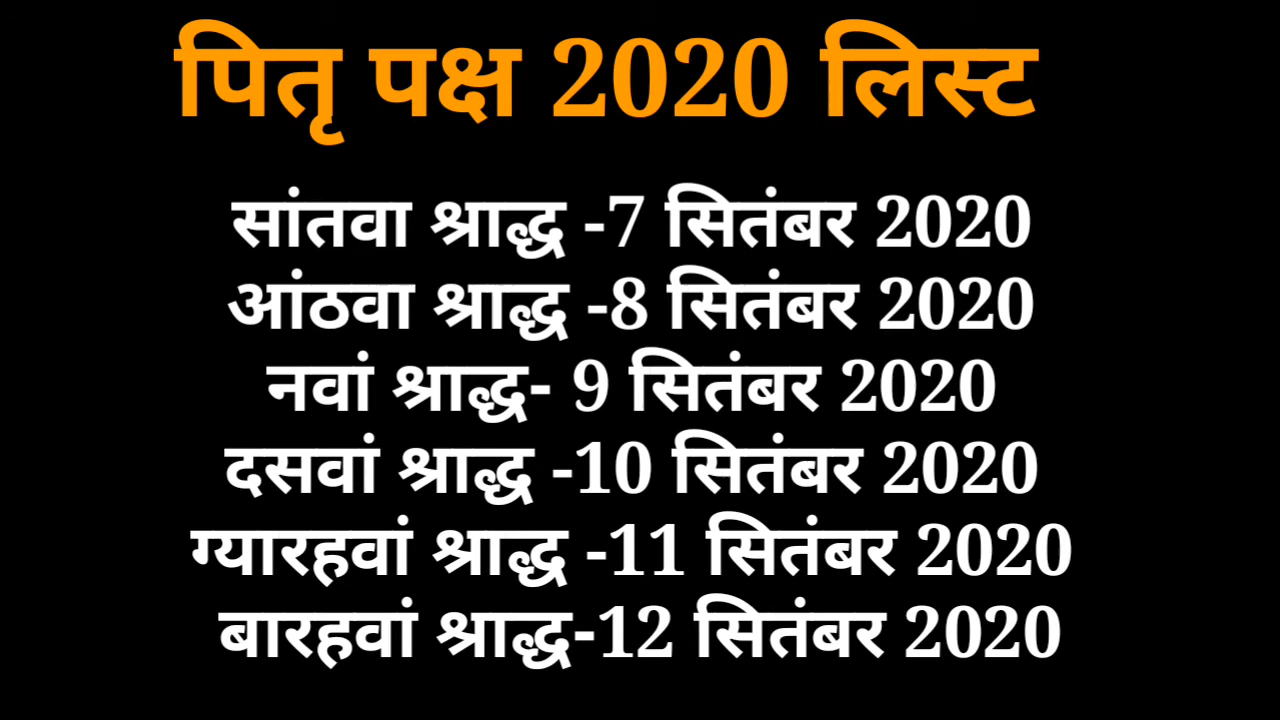 पितृ पक्ष 2020 लिस्ट
सांतवा श्राद्ध -7 सितंबर 2020
आंठवा श्राद्ध -8 सितंबर 2020
नवां श्राद्ध- 9 सितंबर 2020
दसवां श्राद्ध -10 सितंबर 2020
ग्यारहवां श्राद्ध -11 सितंबर 2020
बारहवां श्राद्ध-12 सितंबर 2020